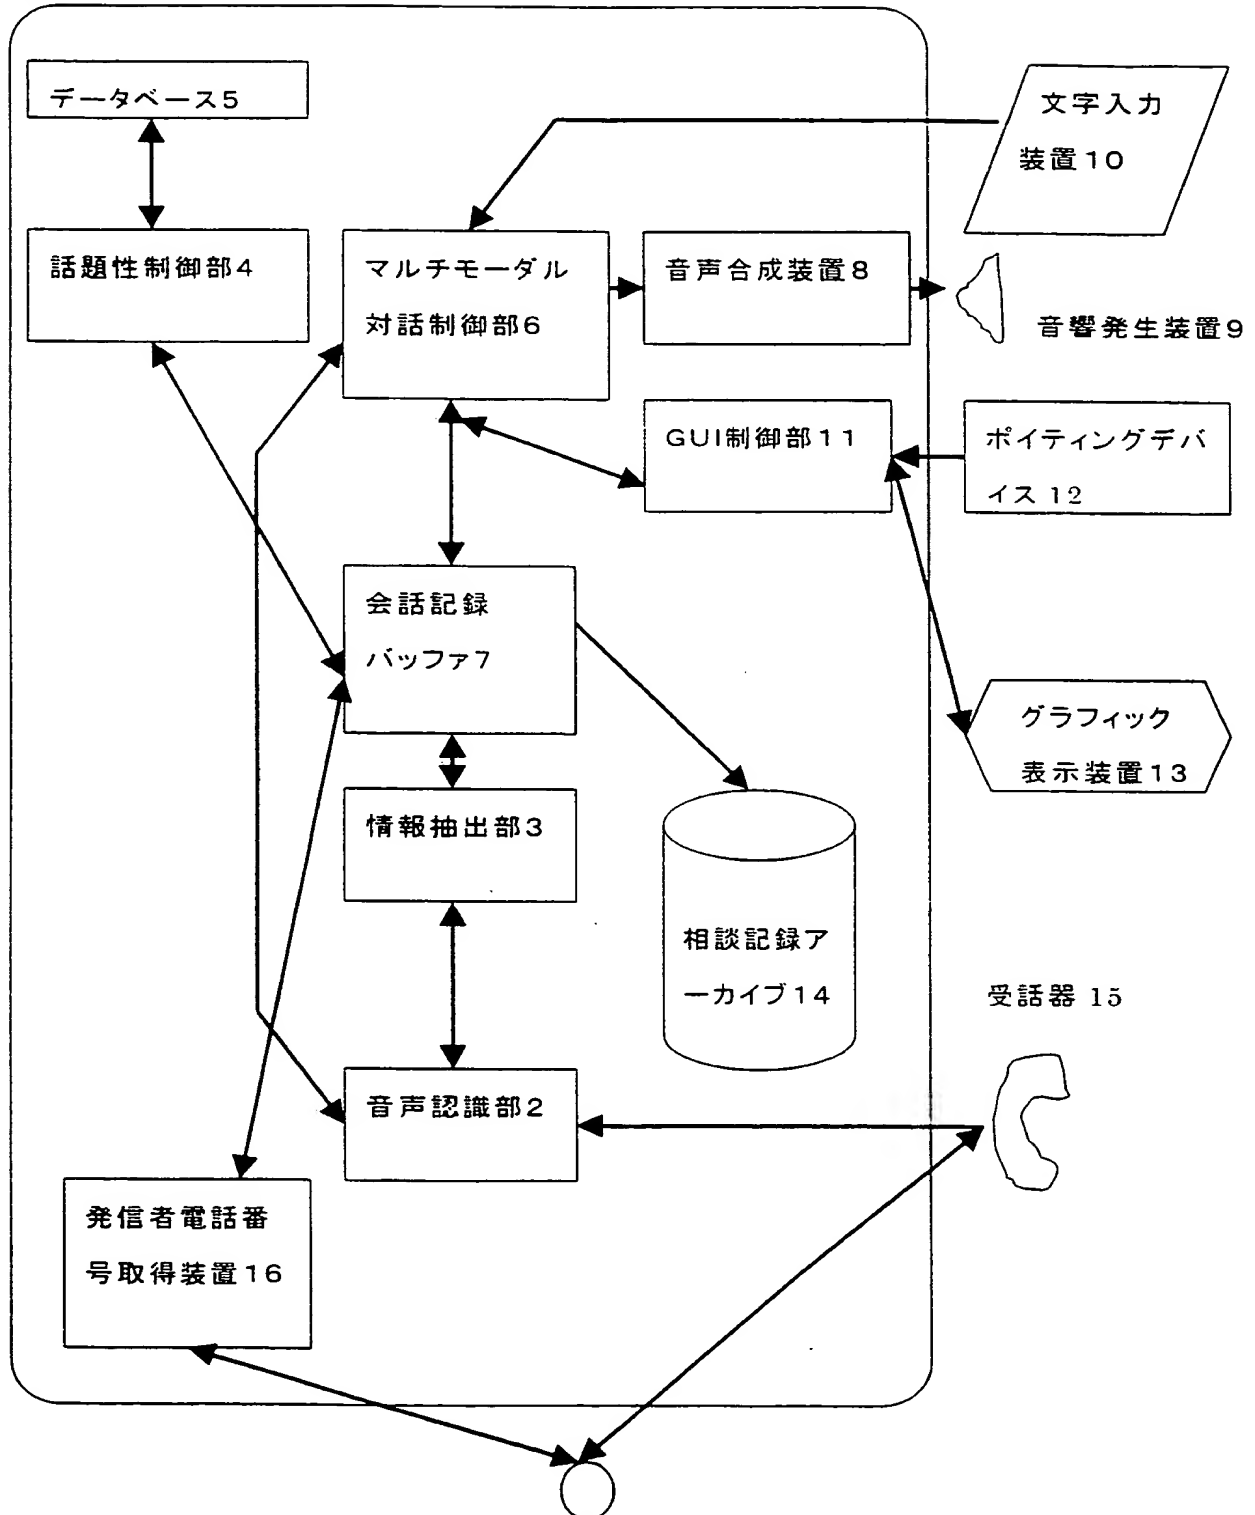 データベース5
文字入力
装置10
話題性制御部4
マルチモーダル
対話制御部6
音声合成装置8
音響発生装置9
GUI制御部11
ポイティングデバ
イス 12
会話記録
バッファ7
グラフィック
表示装置13
情報抽出部3
相談記録ア
ーカイブ14
受話器 15
音声認識部2
発信者電話番
号取得装置16